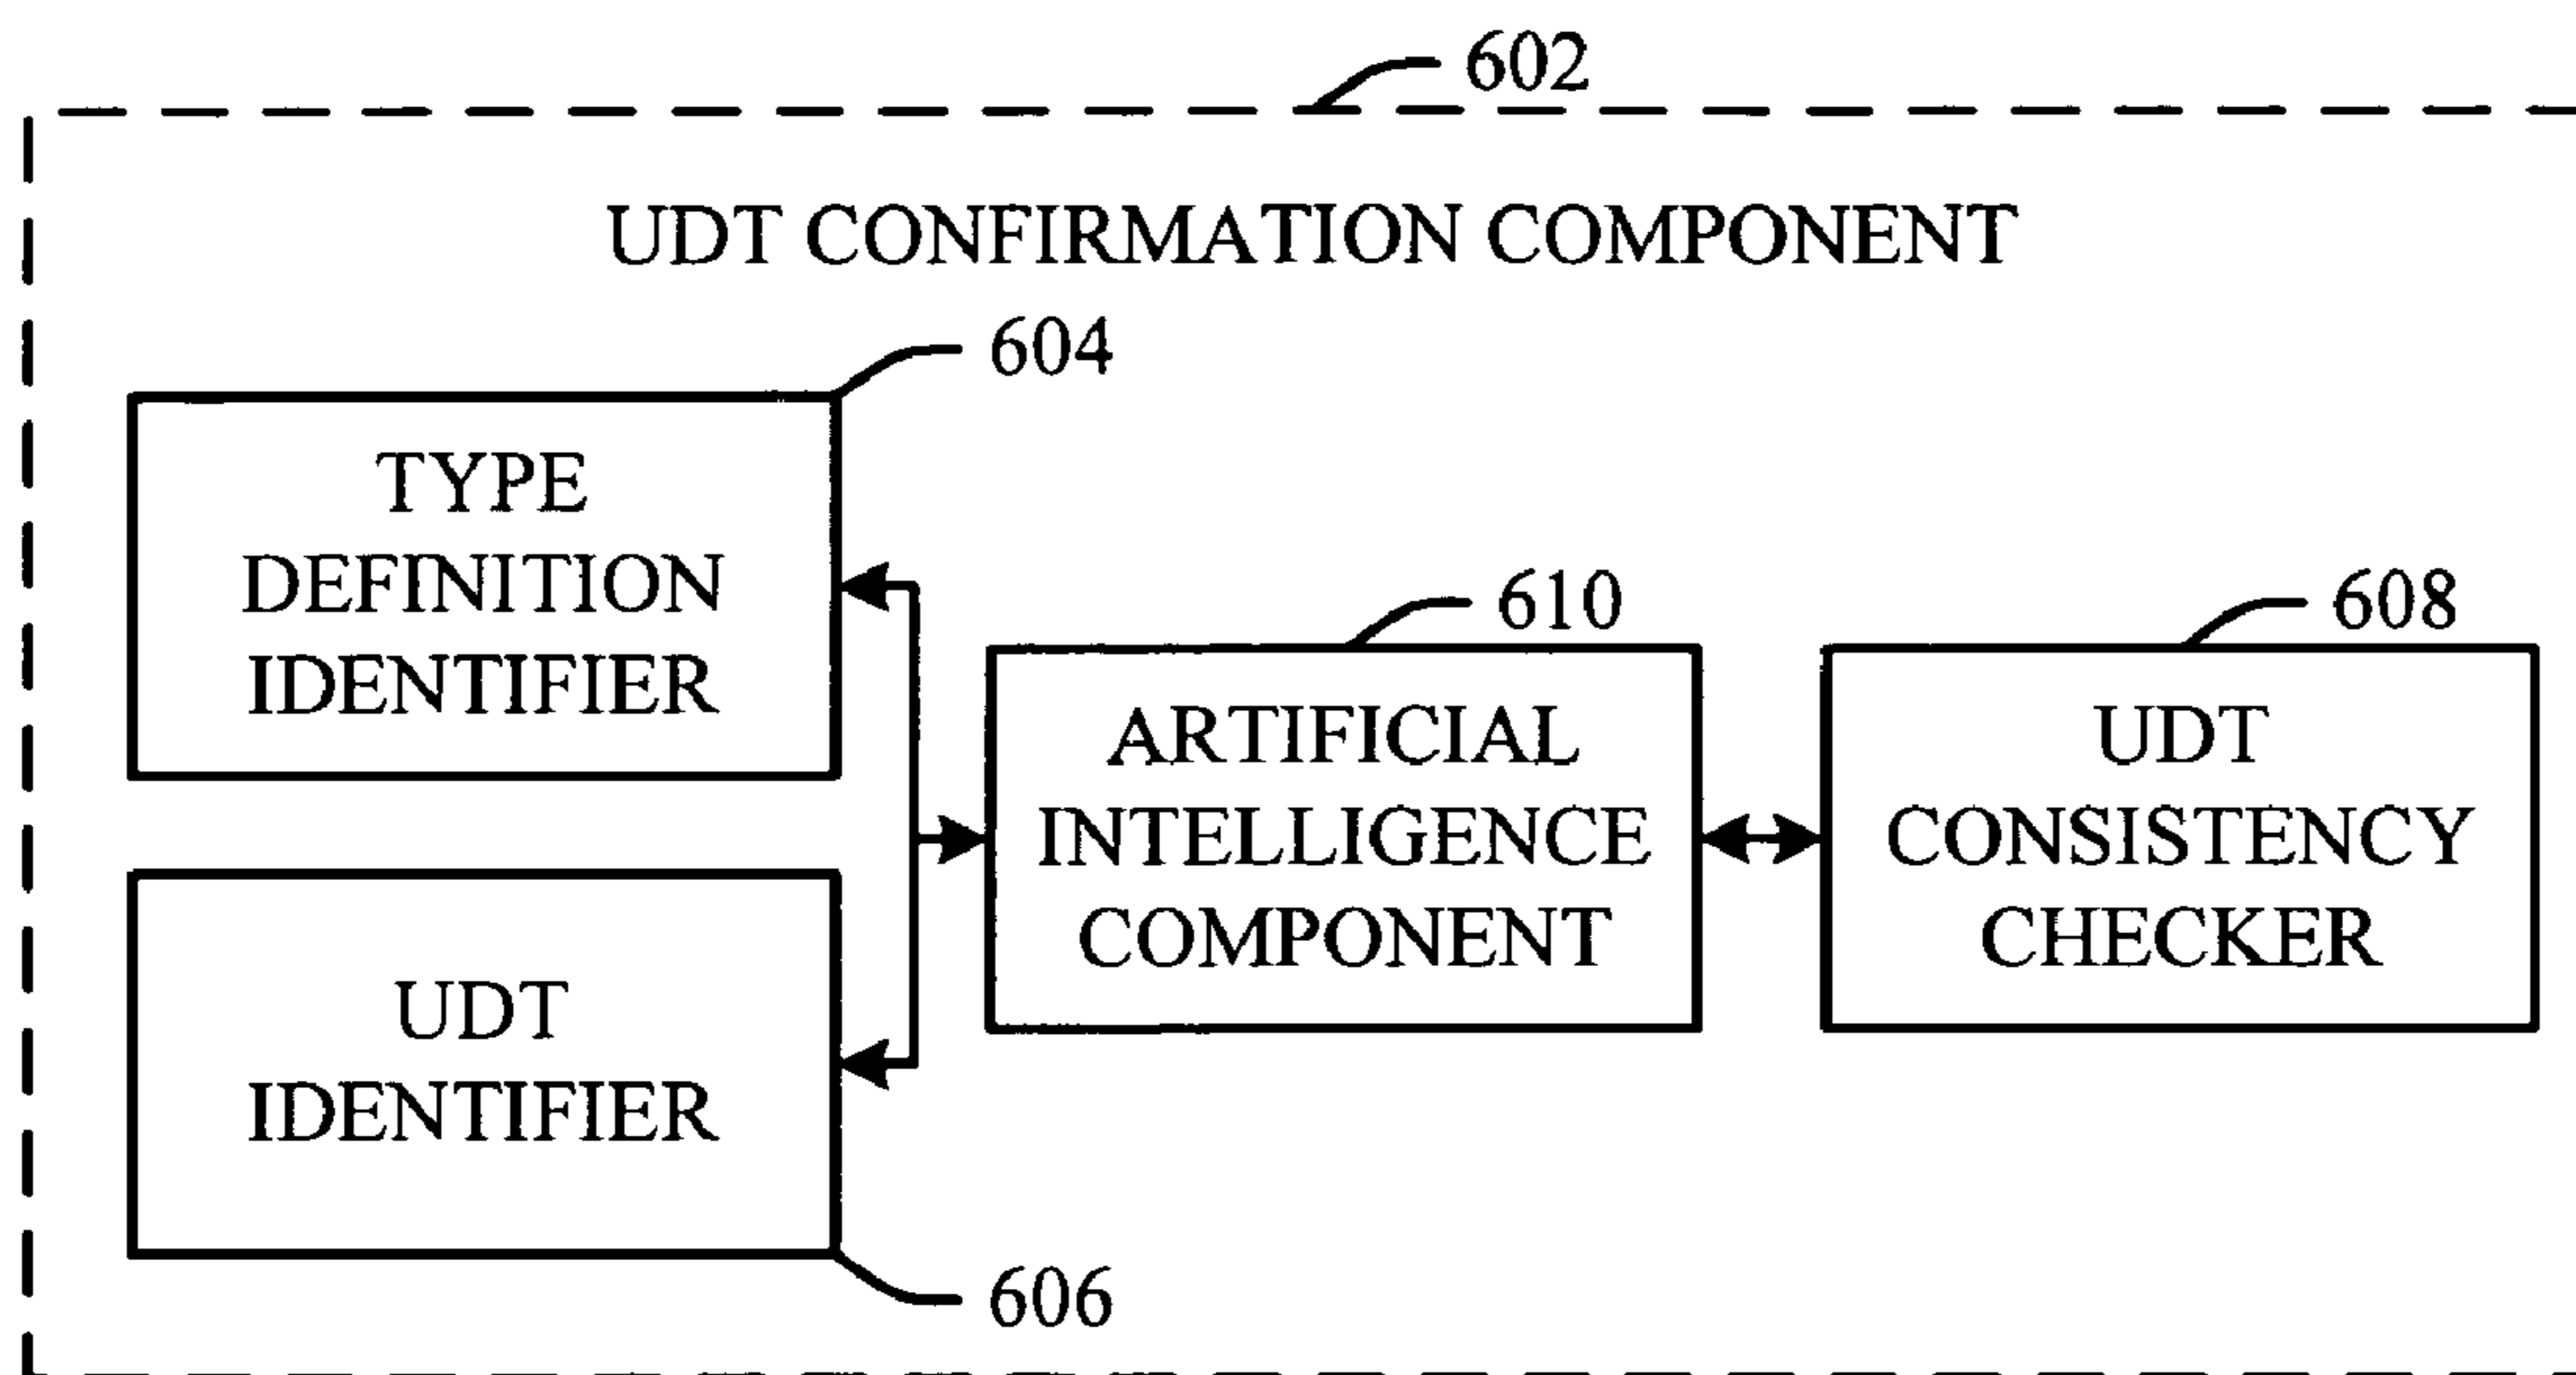 602
UDT CONFIRMATION COMPONENT
604
TYPE
DEFINITION
IDENTIFIER
610
ARTIFICIAL
INTELLIGENCE
COMPONENT
608
UDT
CONSISTENCY
CHECKER
UDT
IDENTIFIER
606